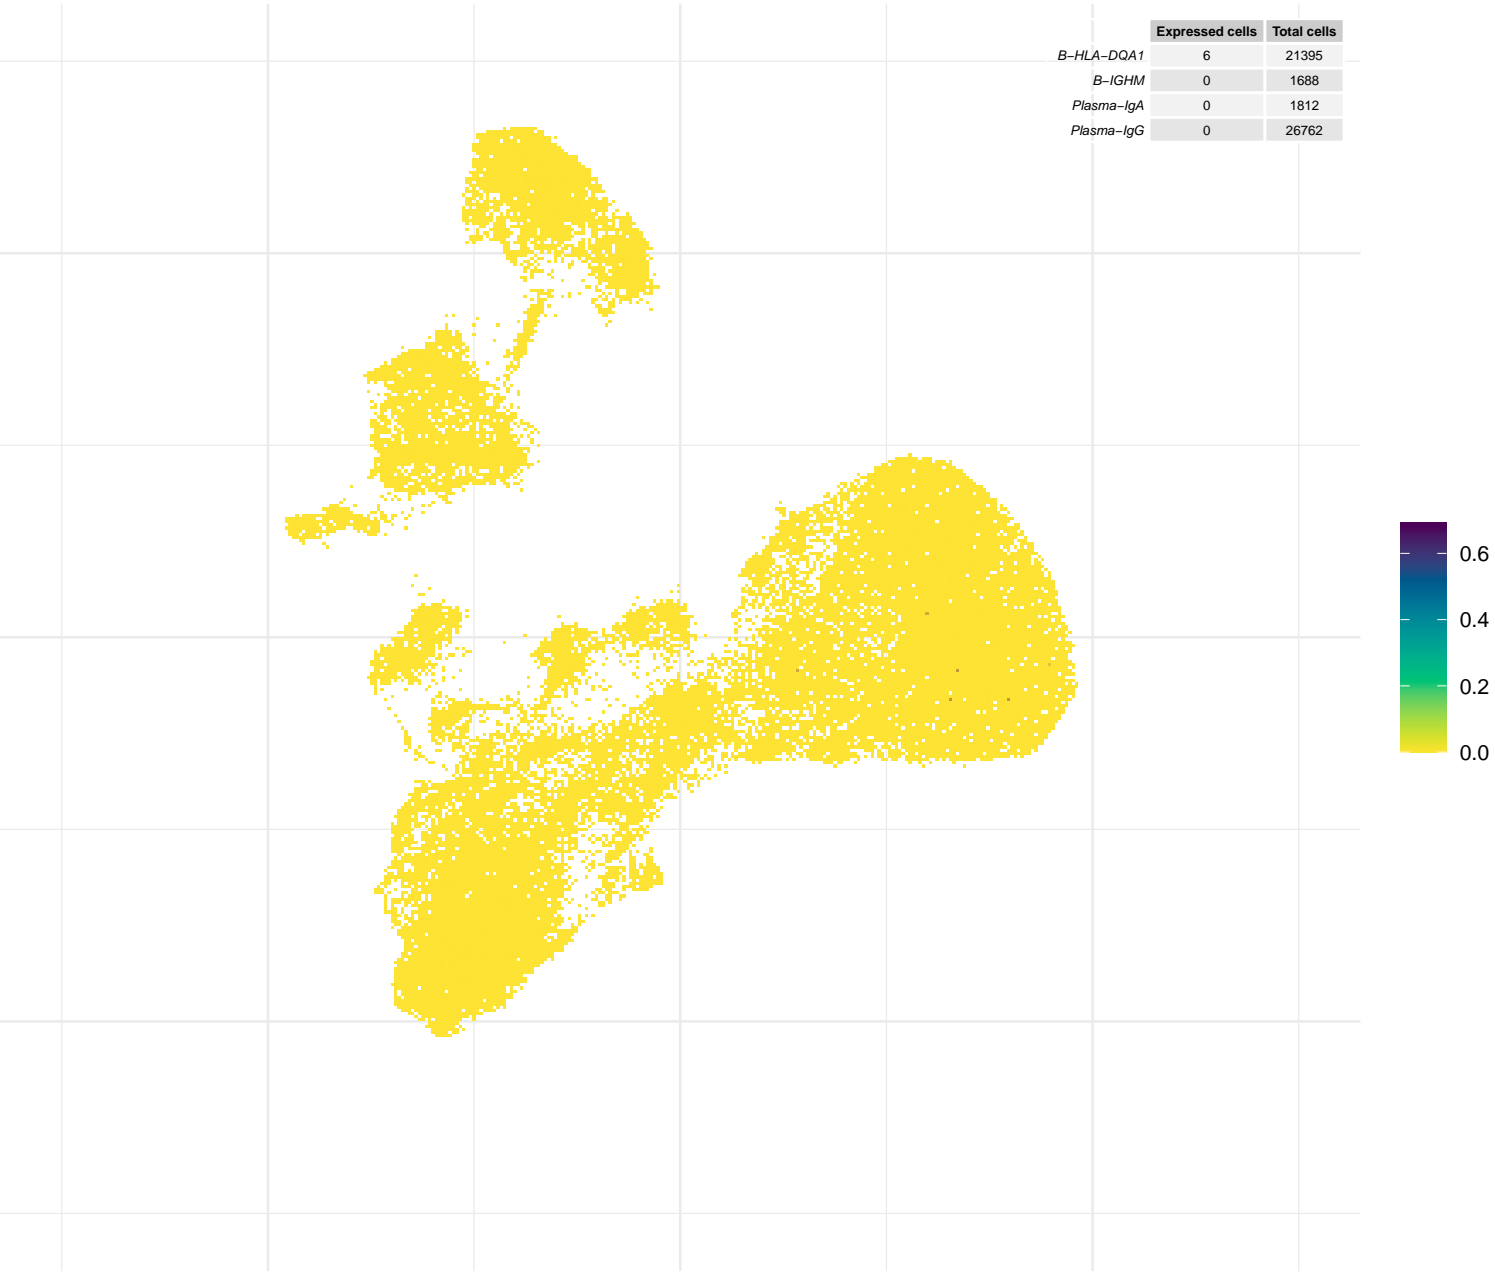 Expressed cells Total cells
B−HLA−DQA1 6 21395
B−IGHM 0 1688
Plasma−IgA 0 1812
Plasma−IgG 0 26762
0.6
0.4
0.2
0.0